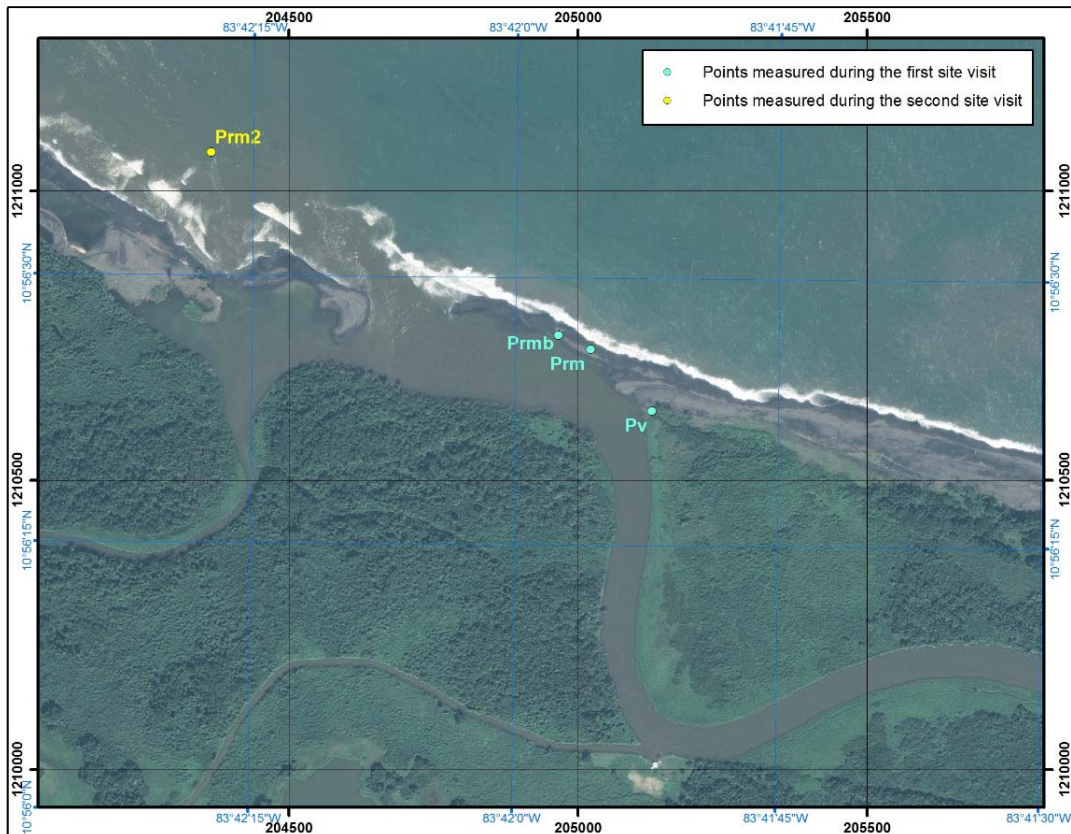 204500 205000 205500
83°42'15"W 83°42'0"W 83°41'45"W
Points measured during the first site visit
Points measured during the second site visit
Prm2
1211000 1211000
10°56'30"N 10°56'30"N
Prmb
Prm
Pv
1210500 1210500
10°56'15"N 10°56'15"N
1210000 1210000
10°56'0"N
83°42'15"W 83°42'0"W 83°41'45"W 83°41'30"W
204500 205000 205500